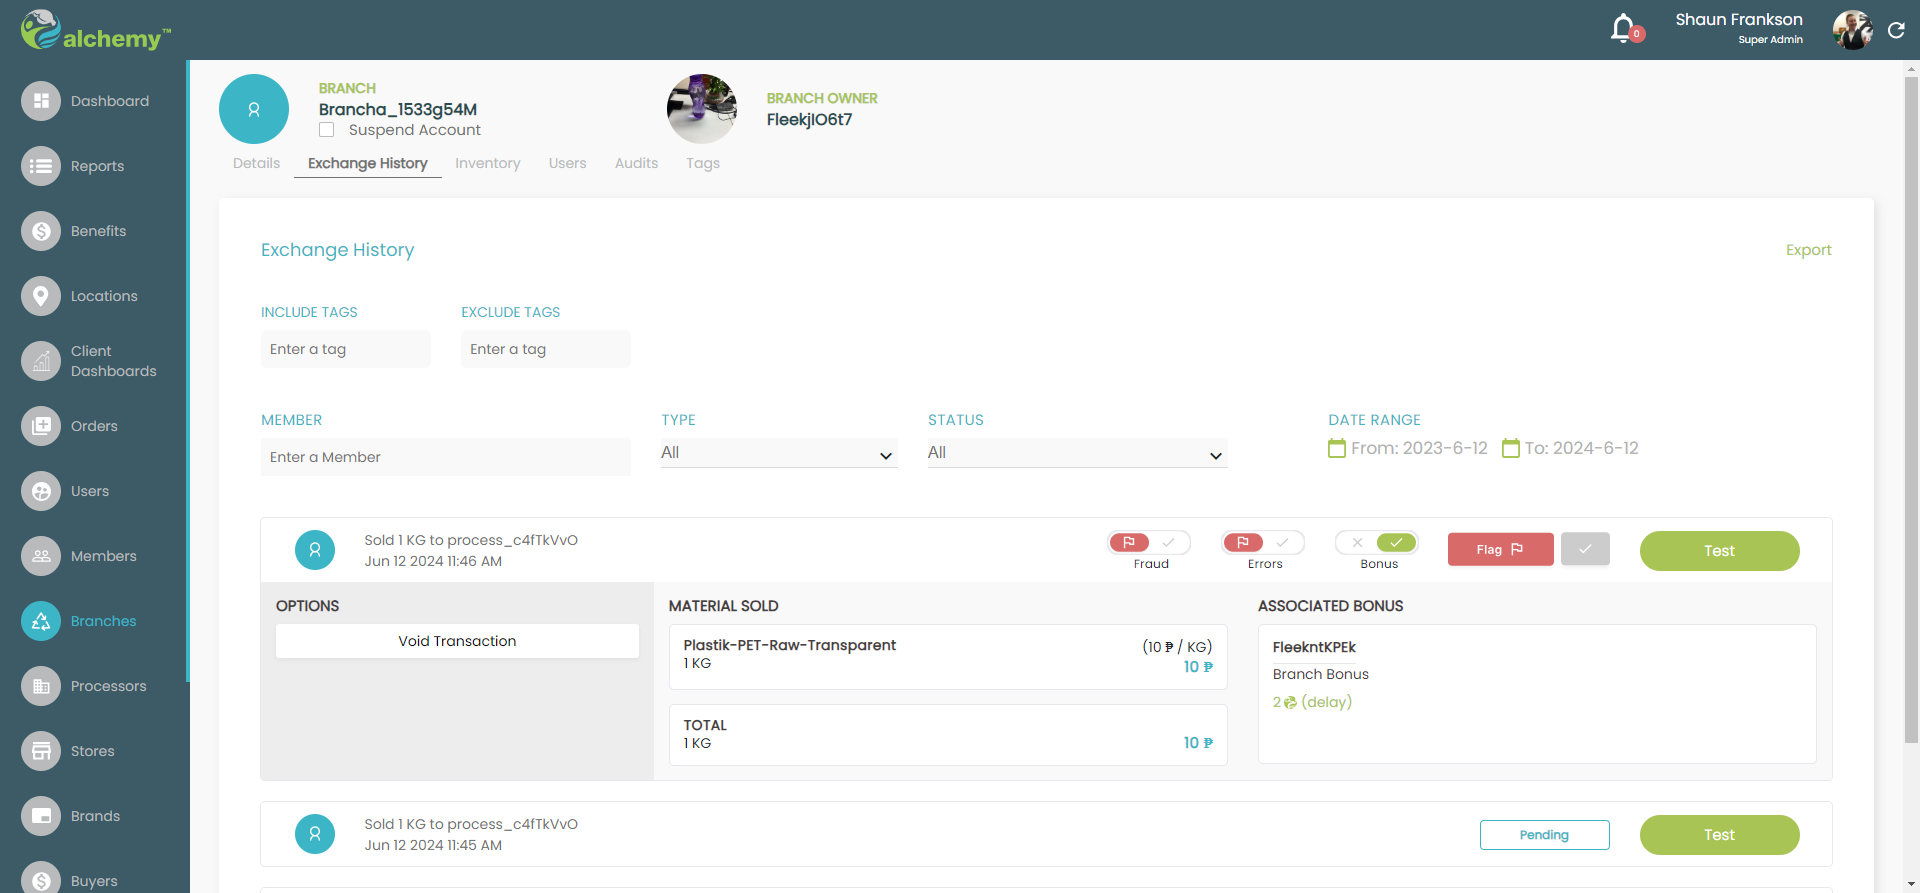 alchemy™
0
Shaun Frankson
Super Admin
Dashboard
Reports
Benefits
Locations
Client
Dashboards
Orders
Users
Members
Branches
Processors
Stores
Brands
Buyers
BRANCH
Brancha_1533g54M
Suspend Account
BRANCH OWNER
FleekjIO6t7
Details
Exchange History
Inventory
Users
Audits
Tags
Exchange History
Export
INCLUDE TAGS
EXCLUDE TAGS
Enter a tag
Enter a tag
MEMBER
TYPE
STATUS
DATE RANGE
Enter a Member
All
All
From: 2023-6-12
To: 2024-6-12
Sold 1 KG to process_c4fTkVvO
Jun 12 2024 11:46 AM
Fraud
Errors
Bonus
Flag
Test
OPTIONS
Void Transaction
MATERIAL SOLD
Plastik-PET-Raw-Transparent
(10 ₱ / KG)
1 KG
10 ₱
TOTAL
1 KG
10 ₱
ASSOCIATED BONUS
FleekntKPEk
Branch Bonus
2 (delay)
Sold 1 KG to process_c4fTkVvO
Jun 12 2024 11:45 AM
Pending
Test